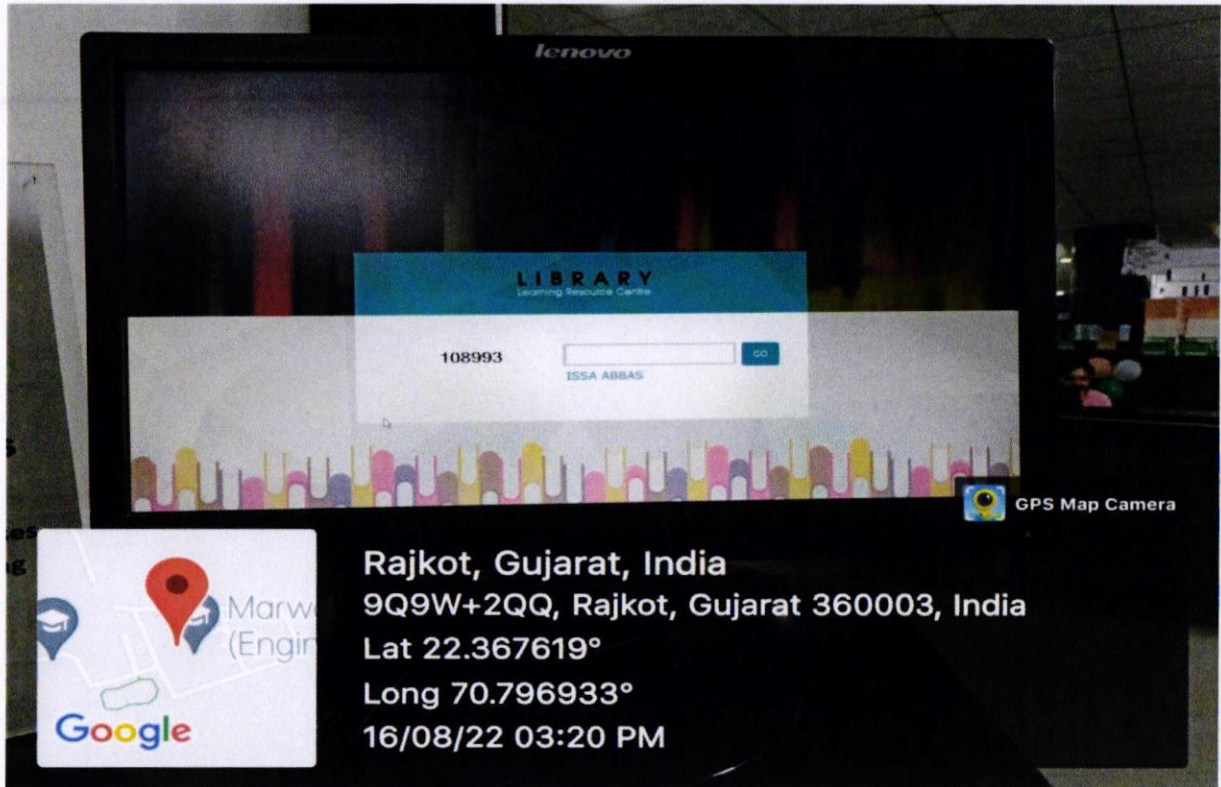 lenovo
LIBRARY
Learning Resource Centre
108993
GO
ISSA ABBAS
GPS Map Camera
Marw
(Engin
Google
Rajkot, Gujarat, India
9Q9W+2QQ, Rajkot, Gujarat 360003, India
Lat 22.367619°
Long 70.796933°
16/08/22 03:20 PM